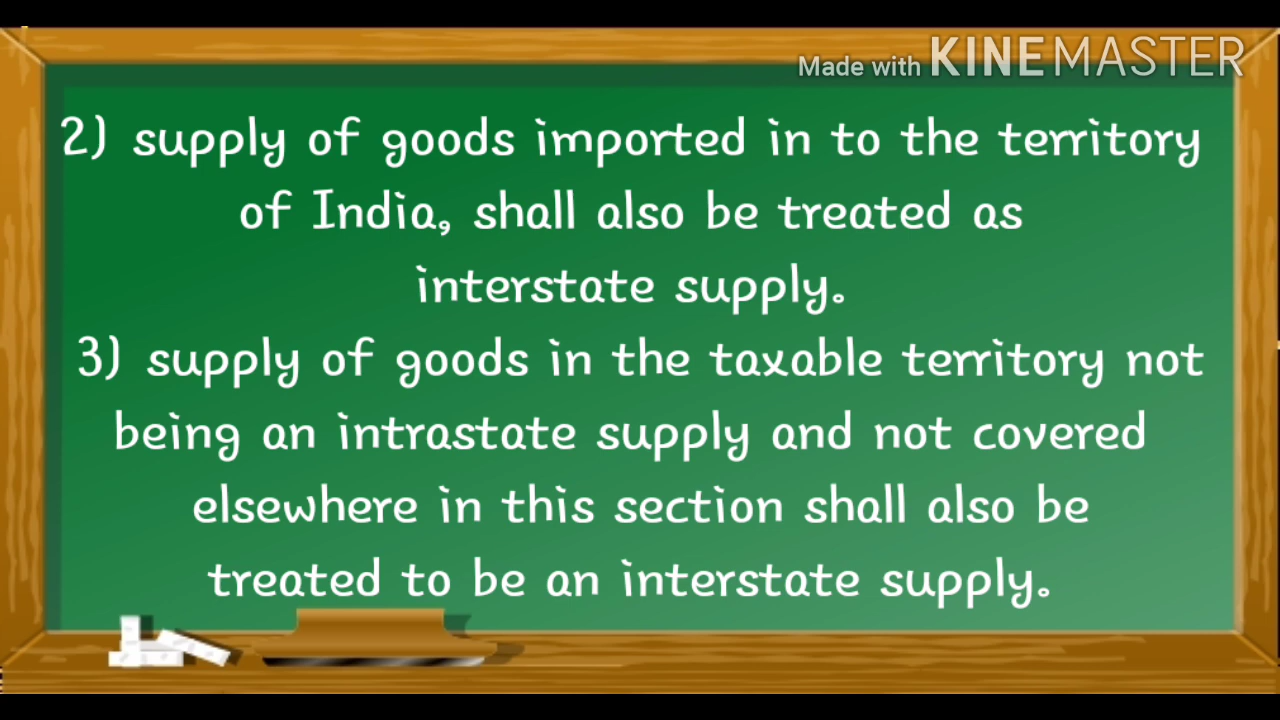 Made with KINEMASTER
2) supply of goods imported in to the territory
of India, shall also be treated as
interstate supply.
3) supply of goods in the taxable territory not
being an intrastate supply and not covered
elsewhere in this section shall also be
treated to be an interstate supply.